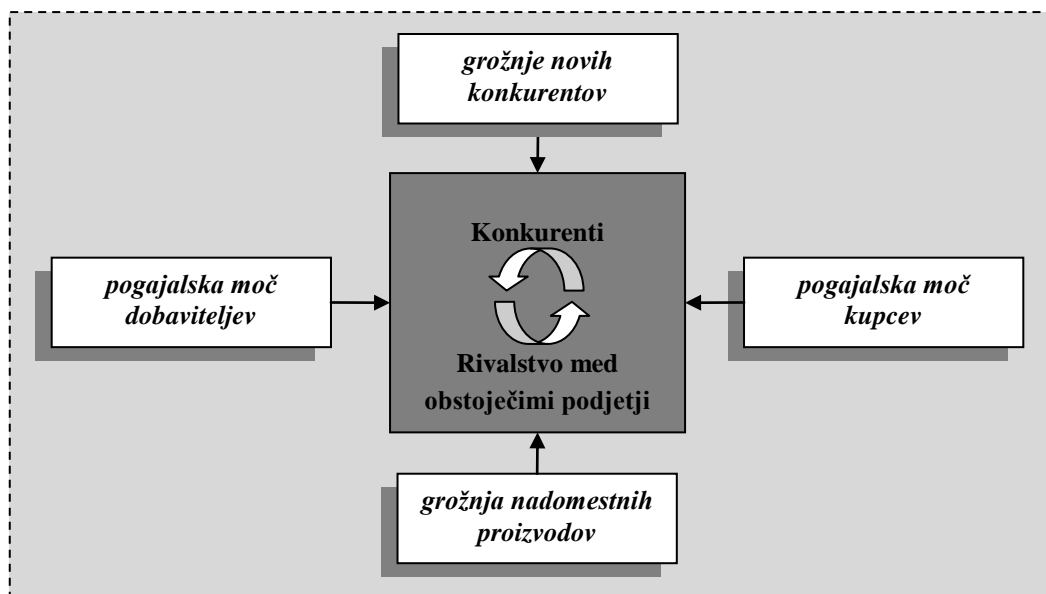 grožnje novih
konkurentov
Konkurenti
pogajalska moč
dobaviteljev
pogajalska moč
kupcev
Rivalstvo med
obstoječimi podjetji
grožnja nadomestnih
proizvodov